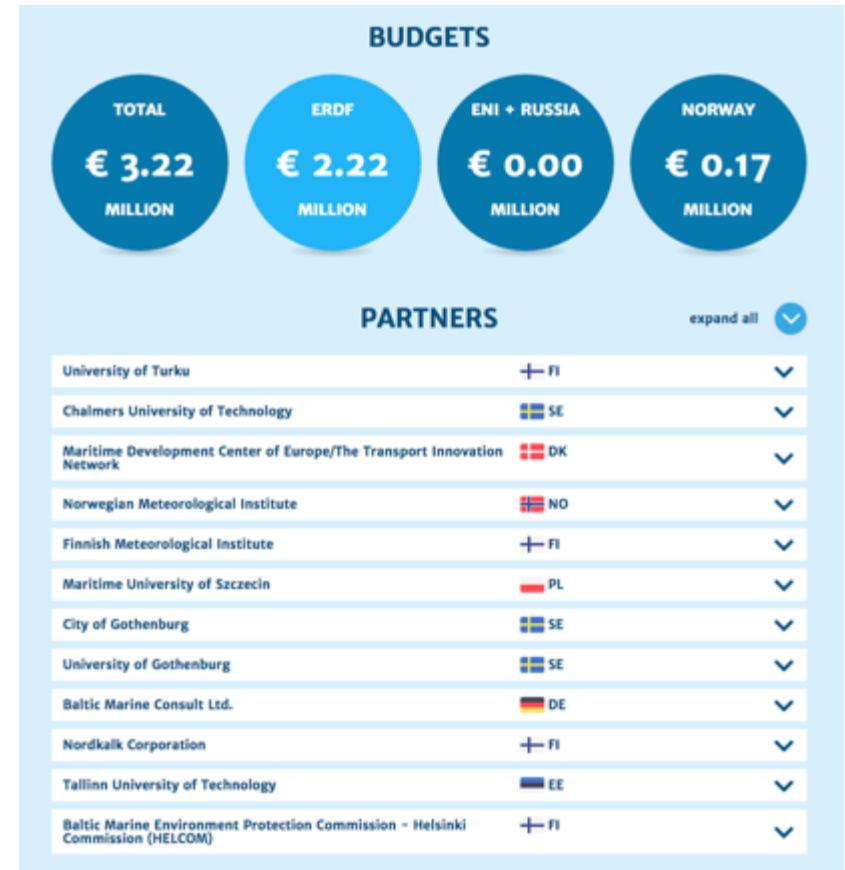 BUDGETS
TOTAL
€ 3.22
MILLION
ERDF
€ 2.22
MILLION
ENI + RUSSIA
€ 0.00
MILLION
NORWAY
€ 0.17
MILLION
PARTNERS
expand all
University of Turku FI
Chalmers University of Technology SE
Maritime Development Center of Europe/The Transport Innovation DK
Network
Norwegian Meteorological Institute NO
Finnish Meteorological Institute FI
Maritime University of Szczecin PL
City of Gothenburg SE
University of Gothenburg SE
Baltic Marine Consult Ltd. DE
Nordkalk Corporation FI
Tallinn University of Technology EE
Baltic Marine Environment Protection Commission - Helsinki FI
Commission (HELCOM)